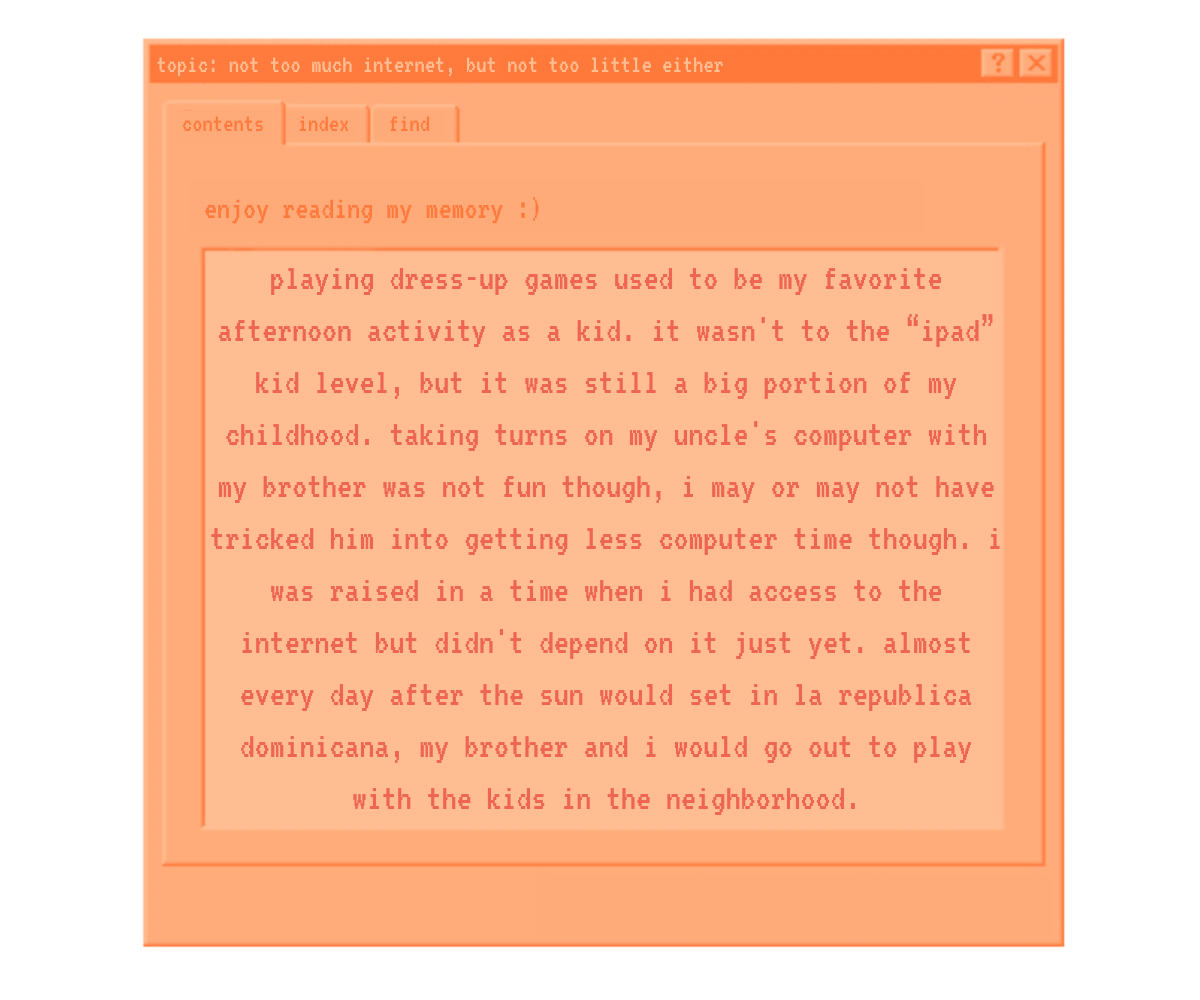 topic: not too much internet, but not too little either
? X
contents index find
enjoy reading my memory :)
playing dress-up games used to be my favorite
afternoon activity as a kid. it wasn't to the “ipad”
kid level, but it was still a big portion of my
childhood. taking turns on my uncle's computer with
my brother was not fun though, i may or may not have
tricked him into getting less computer time though. i
was raised in a time when i had access to the
internet but didn't depend on it just yet. almost
every day after the sun would set in la republica
dominicana, my brother and i would go out to play
with the kids in the neighborhood.